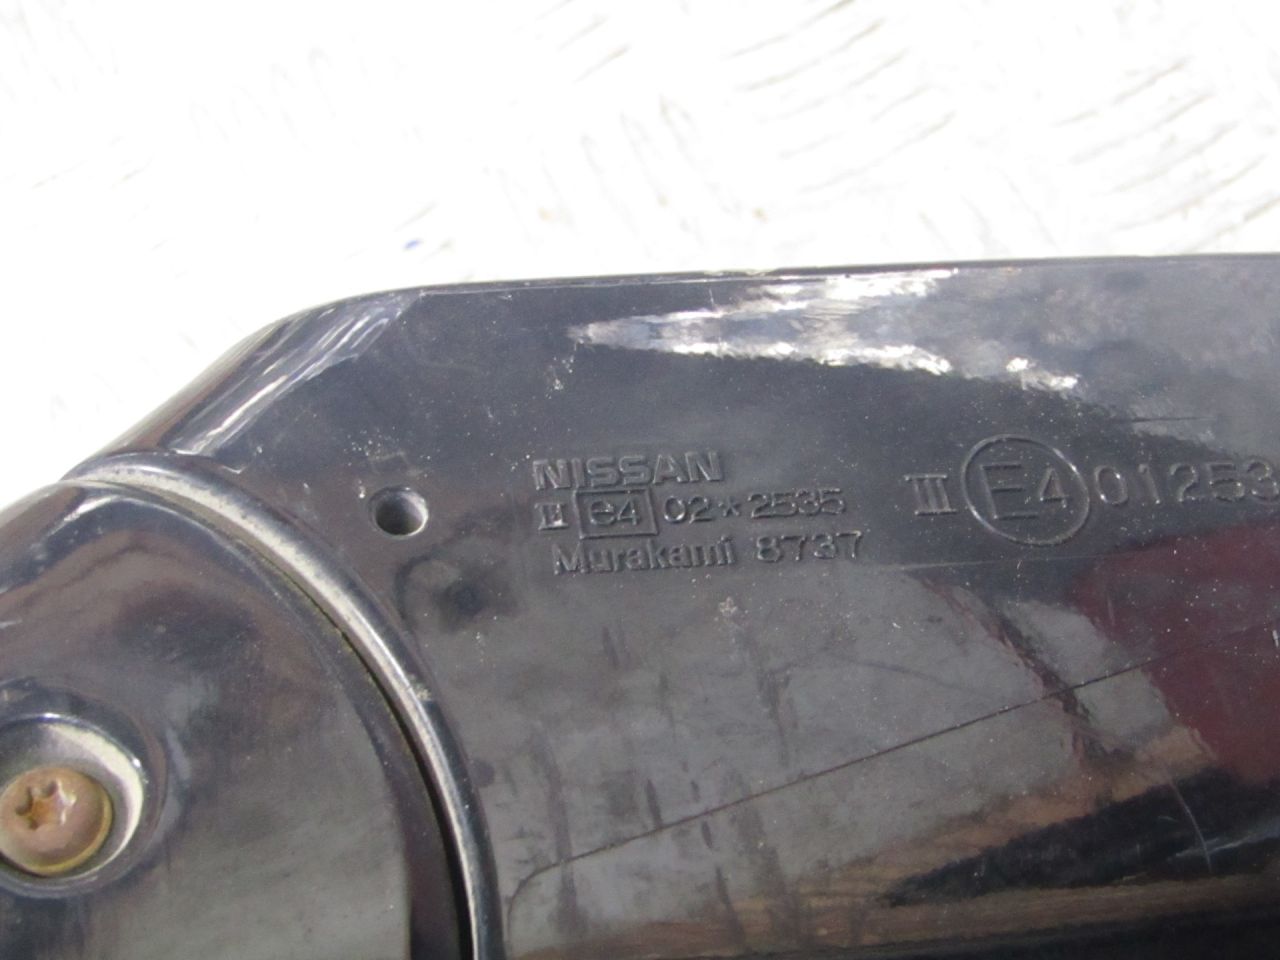 NISSAN
II e4 02*2535
Murakami 8737
III E4 01253